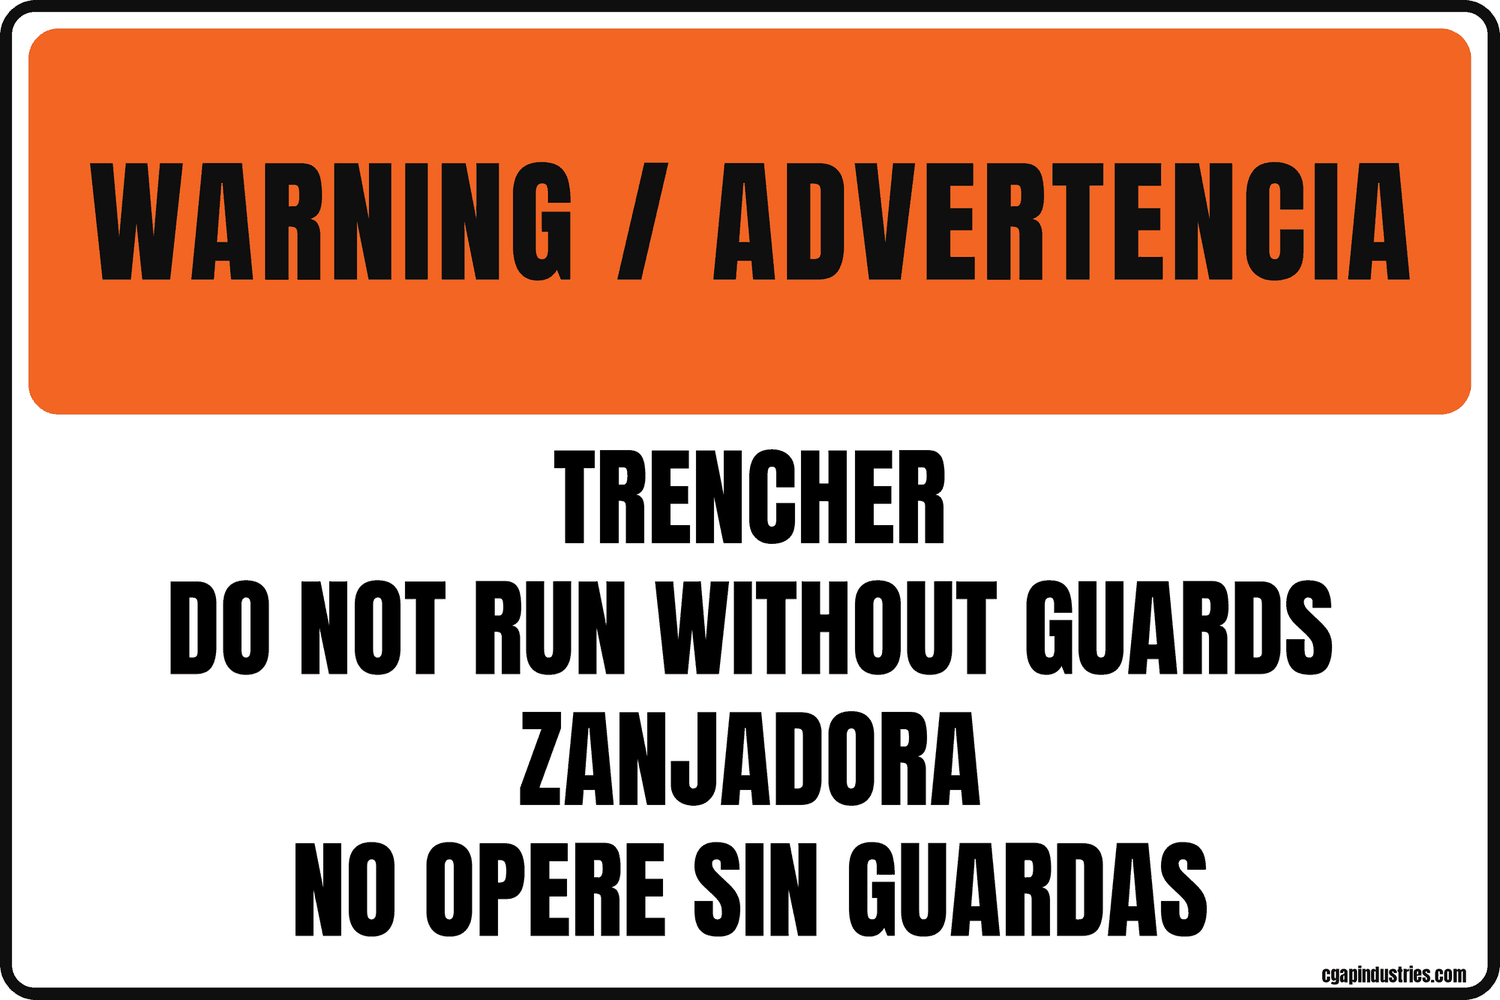 WARNING / ADVERTENCIA
TRENCHER
DO NOT RUN WITHOUT GUARDS
ZANJADORA
NO OPERE SIN GUARDAS
cgapindustries.com